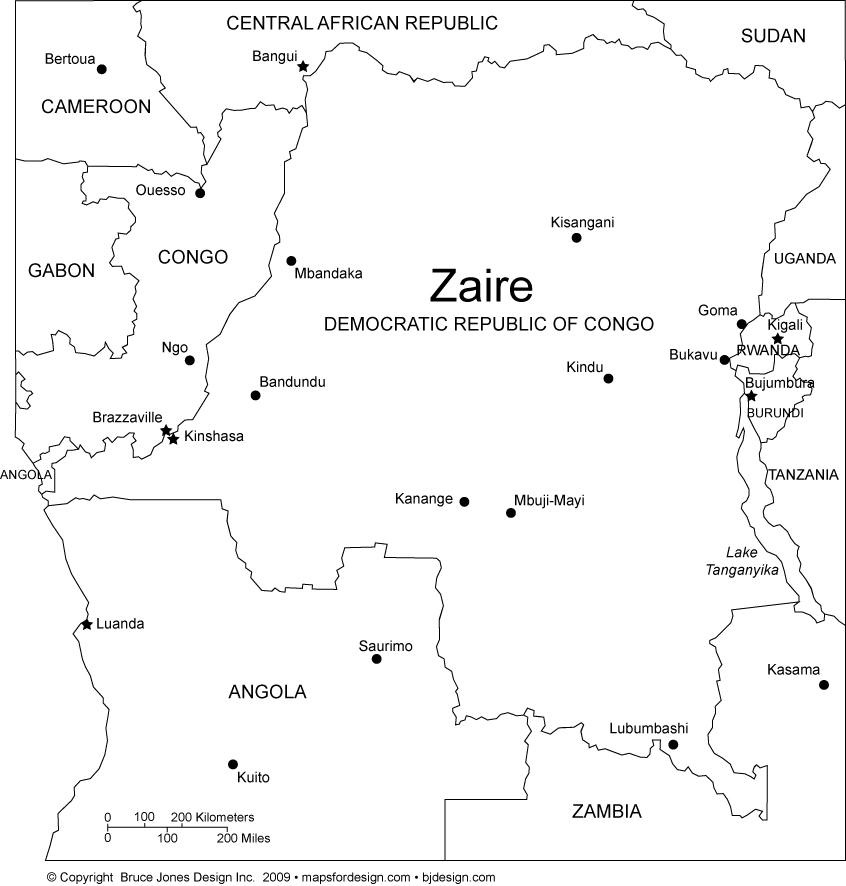 CENTRAL AFRICAN REPUBLIC
SUDAN
Bertoua
Bangui
CAMEROON
Ouesso
Kisangani
CONGO
GABON
UGANDA
Mbandaka
Zaire
DEMOCRATIC REPUBLIC OF CONGO
Goma
Kigali
Ngo
RWANDA
Bukavu
Kindu
Bandundu
Bujumbura
BURUNDI
Brazzaville
Kinshasa
ANGOLA
TANZANIA
Kanange
Mbuji-Mayi
Lake
Tanganyika
Luanda
Saurimo
Kasama
ANGOLA
Lubumbashi
Kuito
ZAMBIA
0 100 200 Kilometers
0 100 200 Miles
© Copyright Bruce Jones Design Inc. 2009 • mapsfordesign.com • bjdesign.com